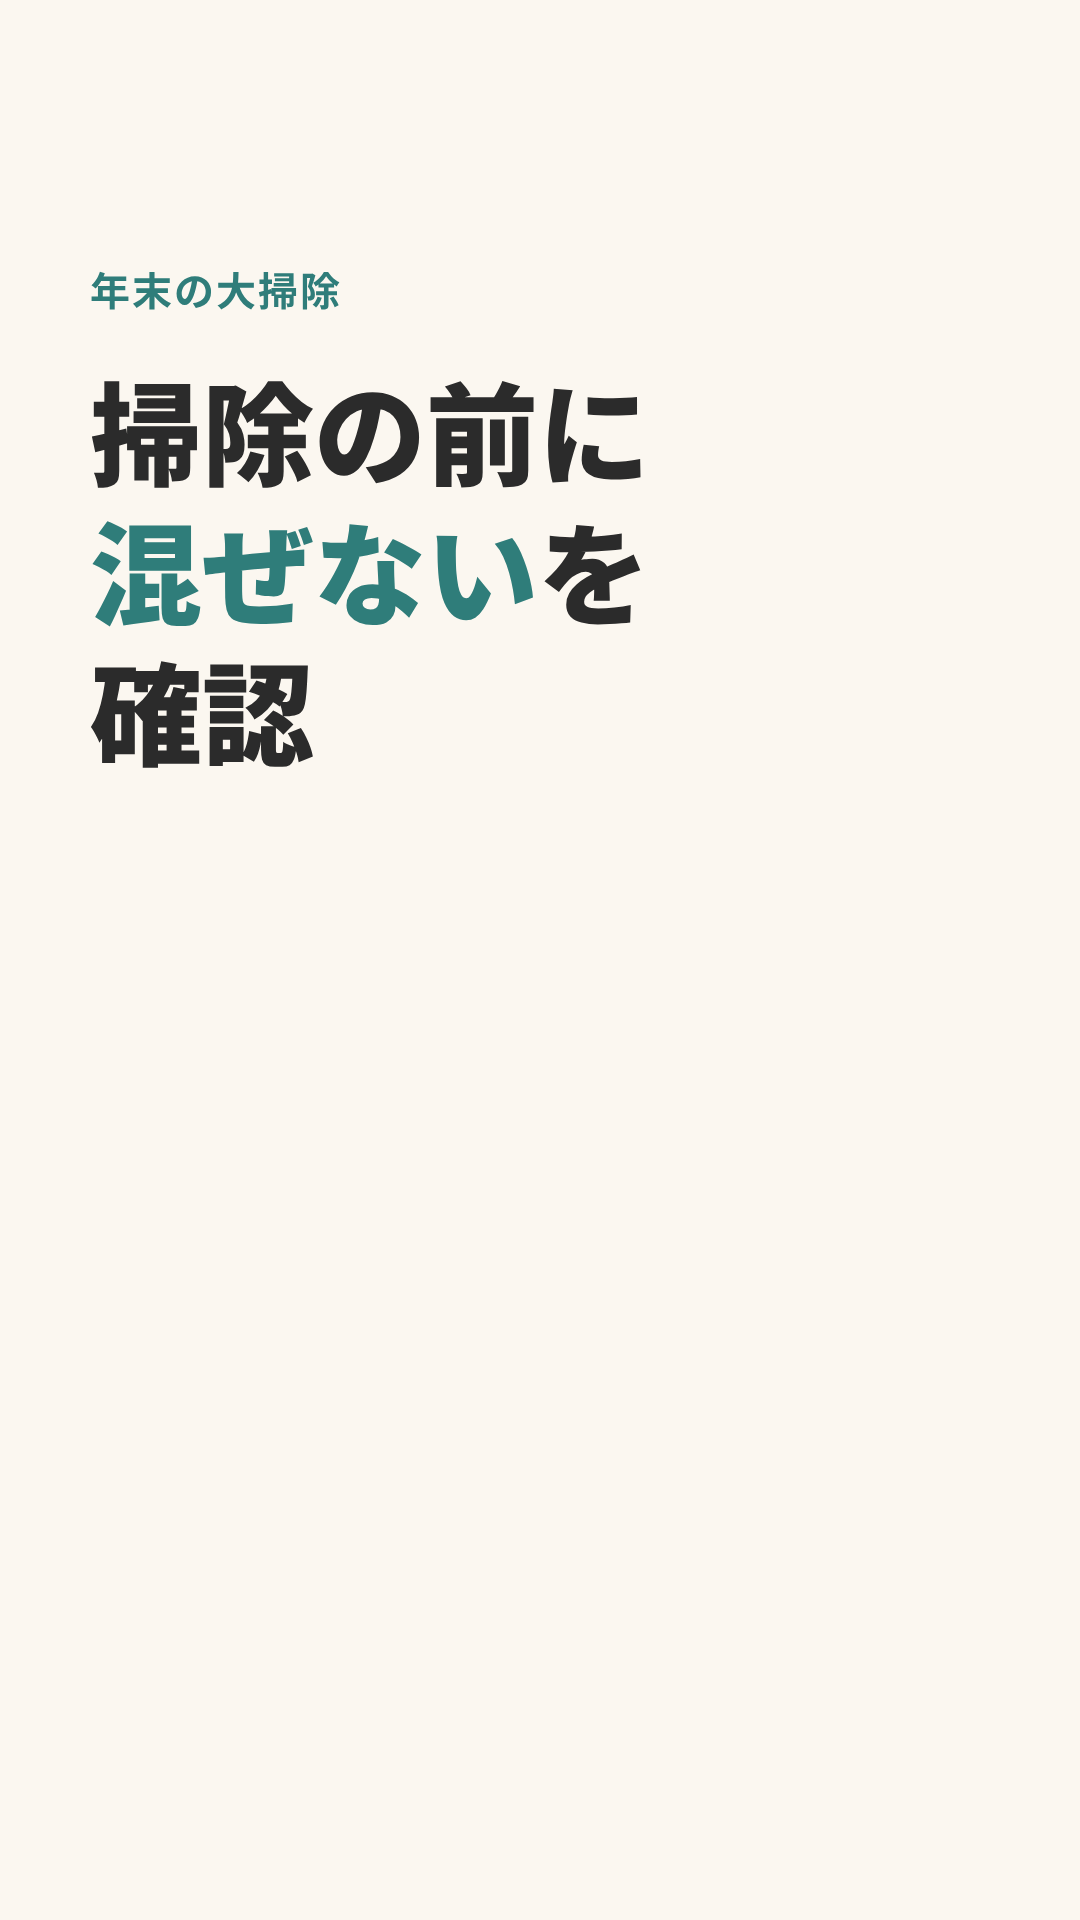 年末の大掃除
掃除の前に
混ぜないを
確認